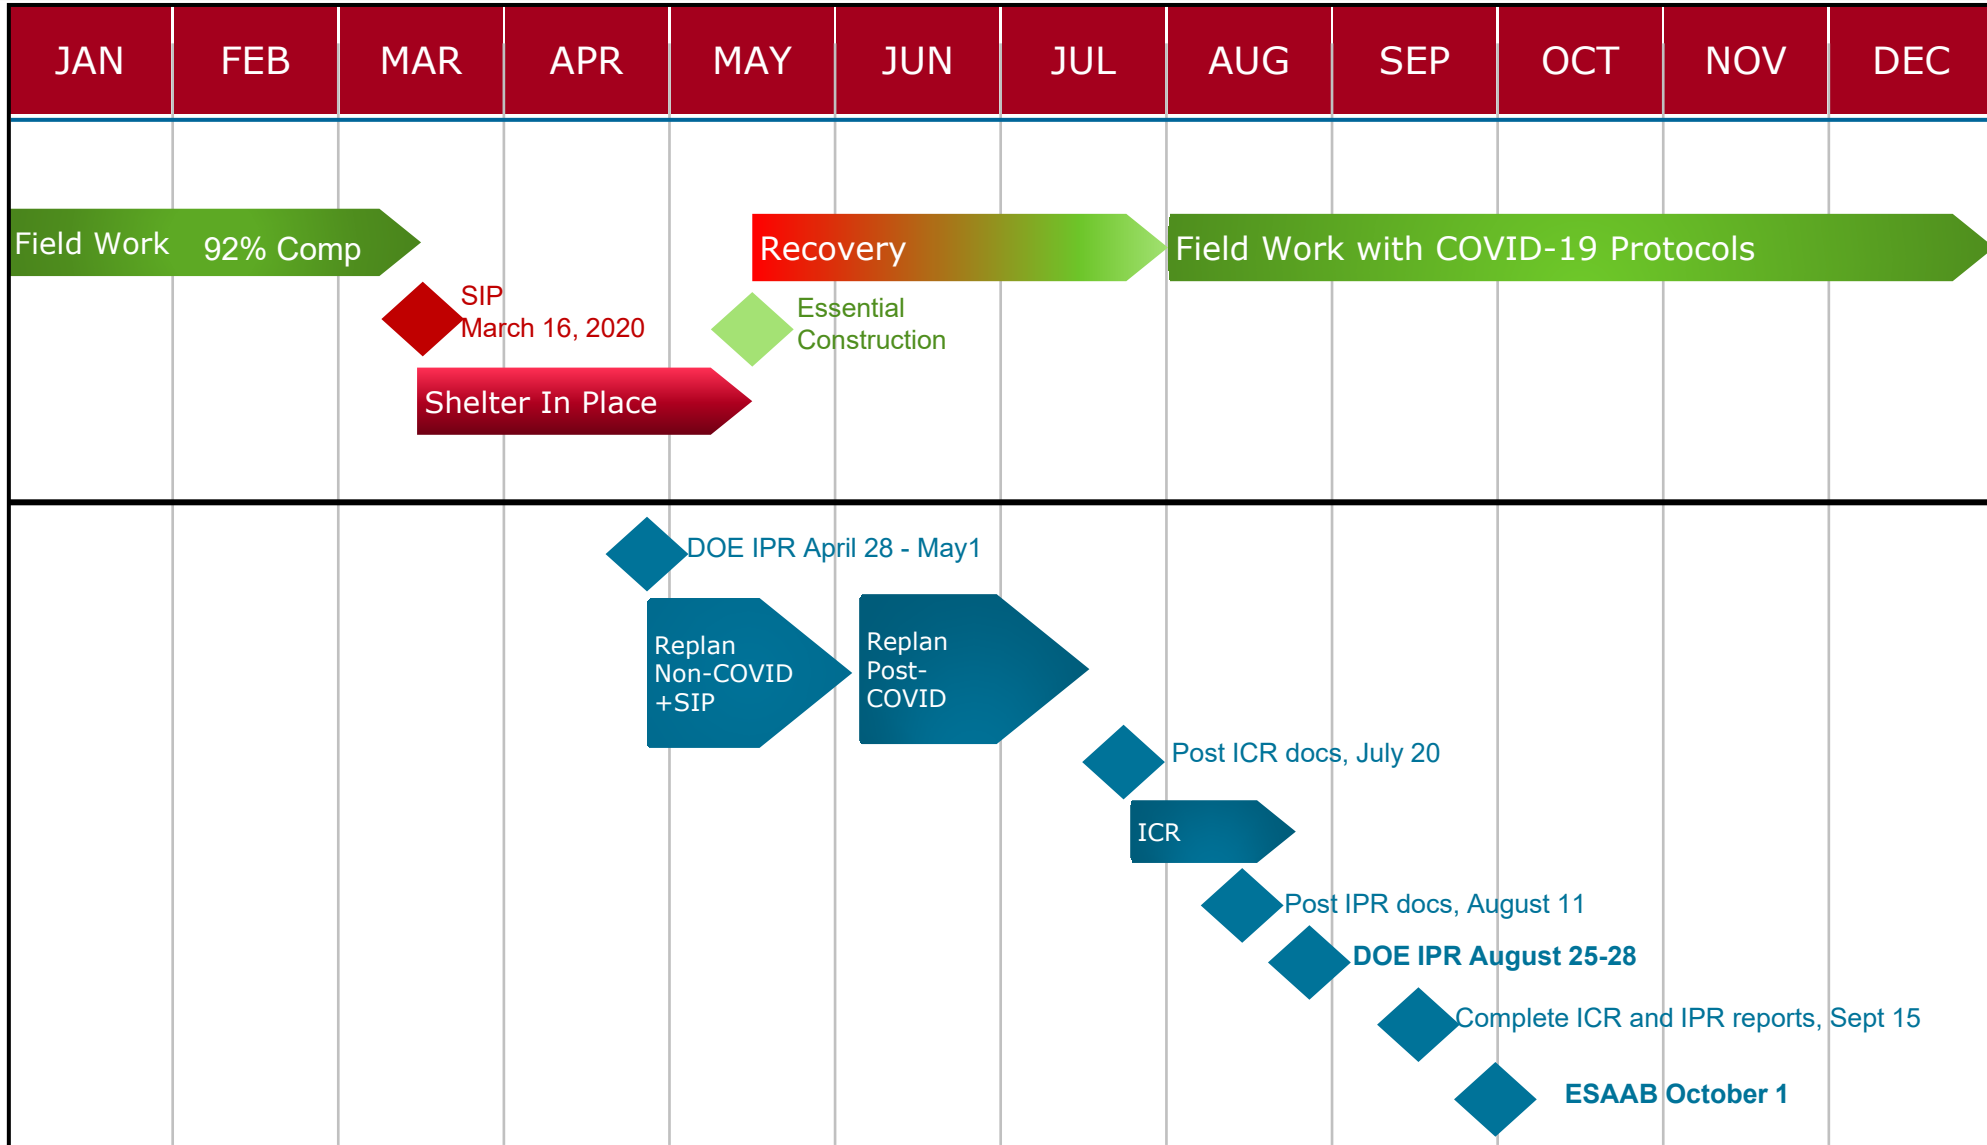 JAN FEB MAR APR MAY JUN JUL AUG SEP OCT NOV DEC
Field Work 92% Comp
Recovery
Field Work with COVID-19 Protocols
SIP
March 16, 2020
Essential
Construction
Shelter In Place
DOE IPR April 28 - May1
Replan
Non-COVID
+SIP
Replan
Post-
COVID
Post ICR docs, July 20
ICR
Post IPR docs, August 11
DOE IPR August 25-28
Complete ICR and IPR reports, Sept 15
ESAAB October 1